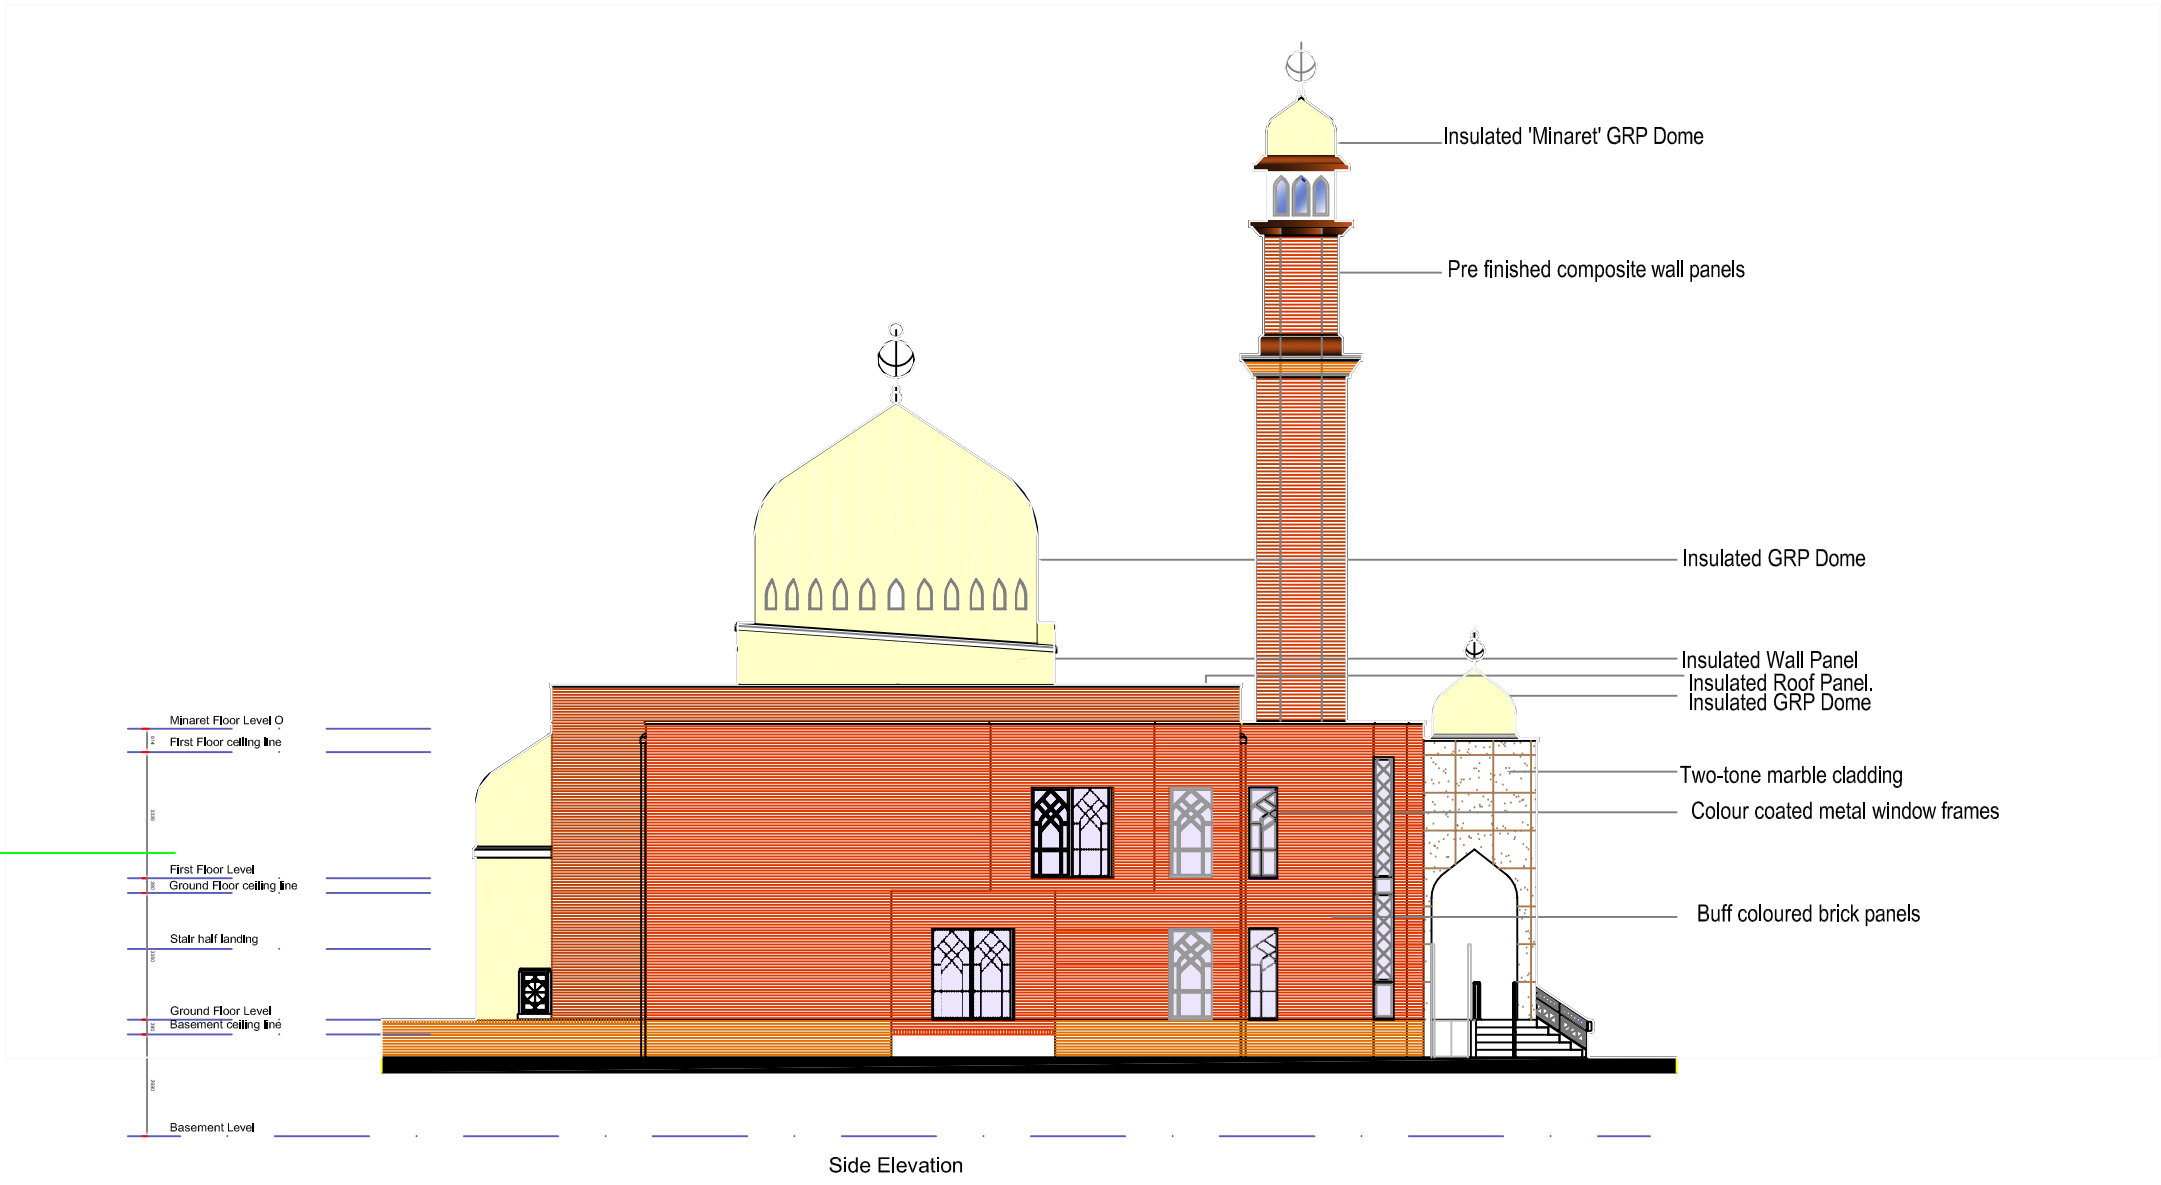 Insulated 'Minaret' GRP Dome
Pre finished composite wall panels
Insulated GRP Dome
Insulated Wall Panel
Insulated Roof Panel.
Insulated GRP Dome
Minaret Floor Level O
First Floor ceiling line
Two-tone marble cladding
Colour coated metal window frames
First Floor Level
Ground Floor ceiling line
Buff coloured brick panels
Stair half landing
Ground Floor Level
Basement ceiling line
Basement Level
Side Elevation